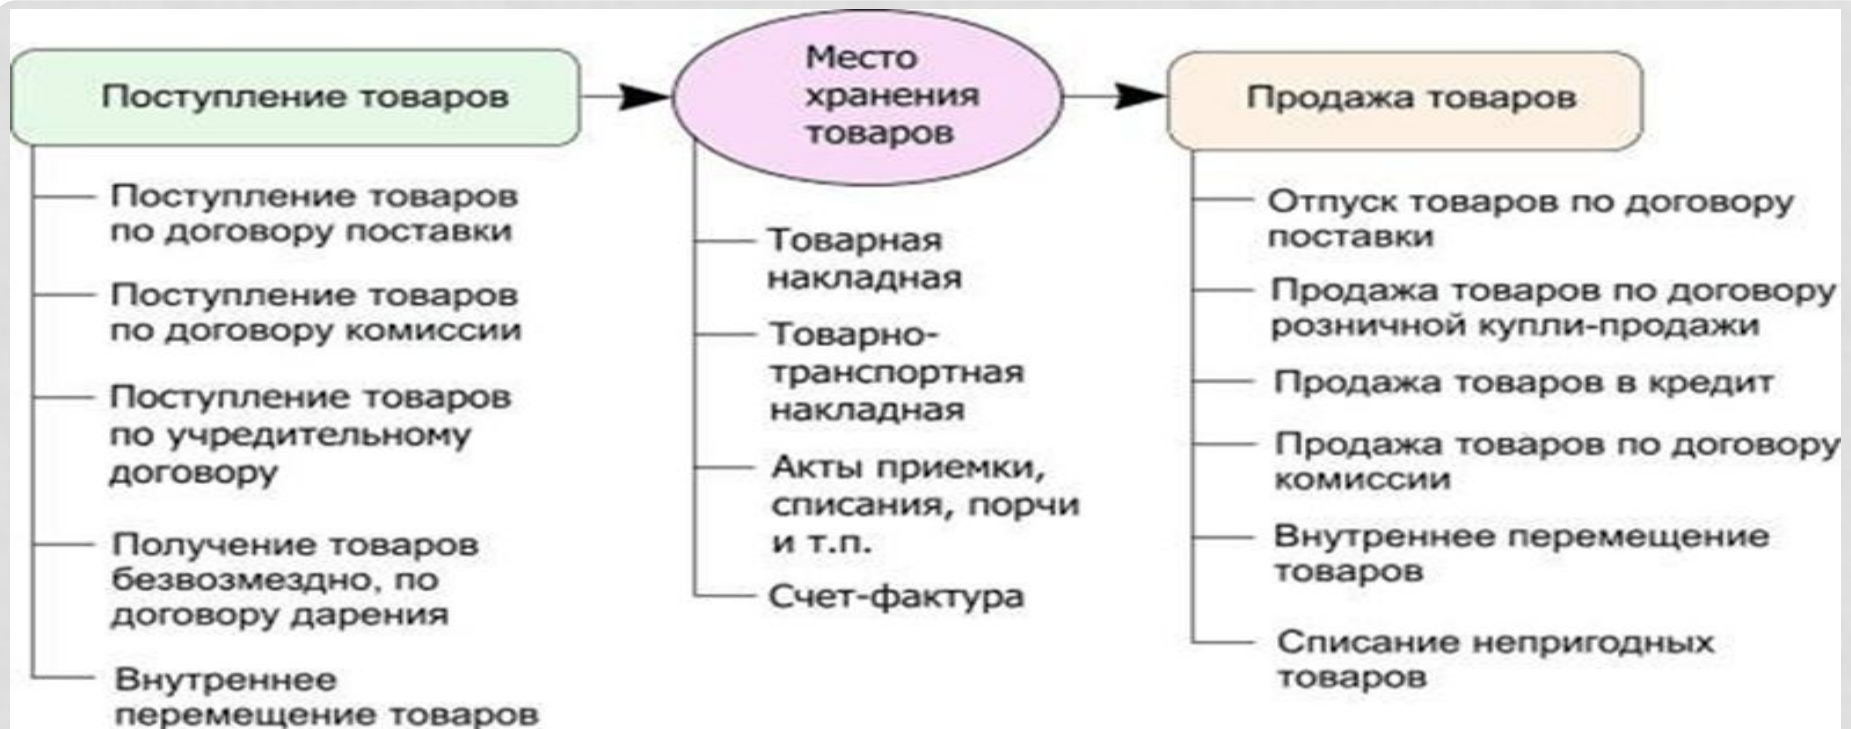 Поступление товаров
Поступление товаров
по договору поставки
Поступление товаров
по договору комиссии
Поступление товаров
по учредительному
договору
Получение товаров
безвозмездно, по
договору дарения
Внутреннее
перемещение товаров
Место
хранения
товаров
Товарная
накладная
Товарно-
транспортная
накладная
Акты приемки,
списания, порчи
и т.п.
Счет-фактура
Продажа товаров
Отпуск товаров по договору
поставки
Продажа товаров по договору
розничной купли-продажи
Продажа товаров в кредит
Продажа товаров по договору
комиссии
Внутреннее перемещение
товаров
Списание непригодных
товаров